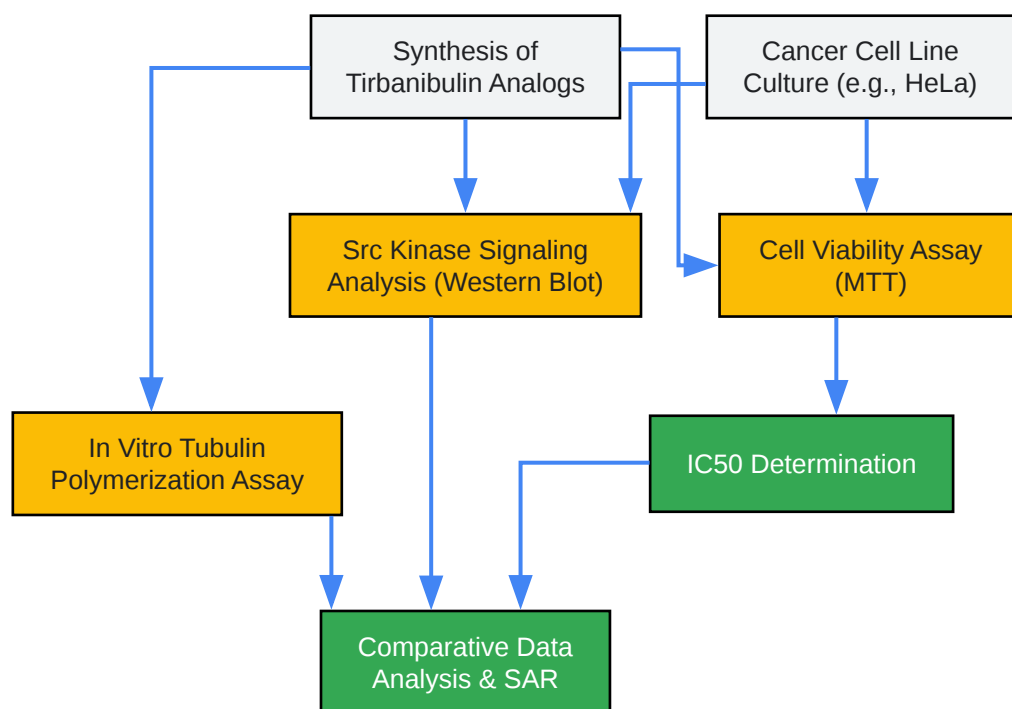 Synthesis of
Tirbanibulin Analogs
Cancer Cell Line
Culture (e.g., HeLa)
Src Kinase Signaling
Analysis (Western Blot)
Cell Viability Assay
(MTT)
In Vitro Tubulin
Polymerization Assay
IC50 Determination
Comparative Data
Analysis & SAR